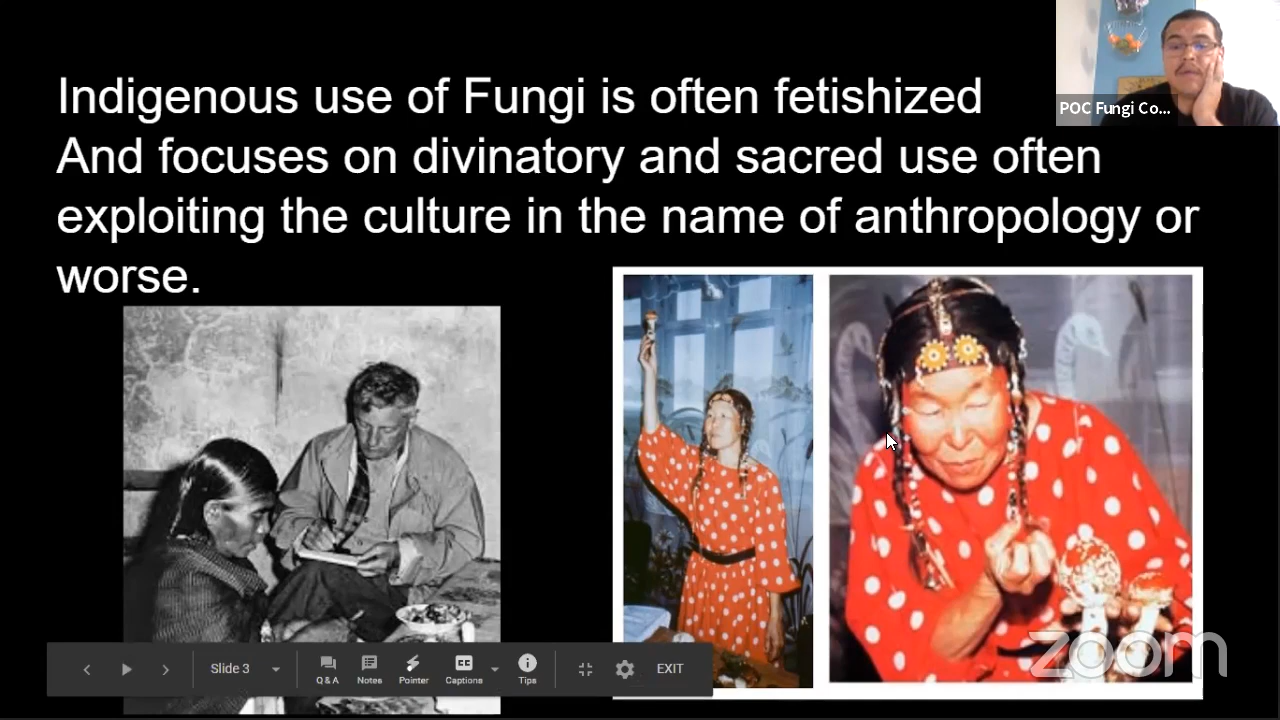 Indigenous use of Fungi is often fetishized
And focuses on divinatory and sacred use often
exploiting the culture in the name of anthropology or
worse.
POC Fungi Co...
Slide 3
Q & A
Notes
Pointer
Captions
Tips
EXIT
zoom